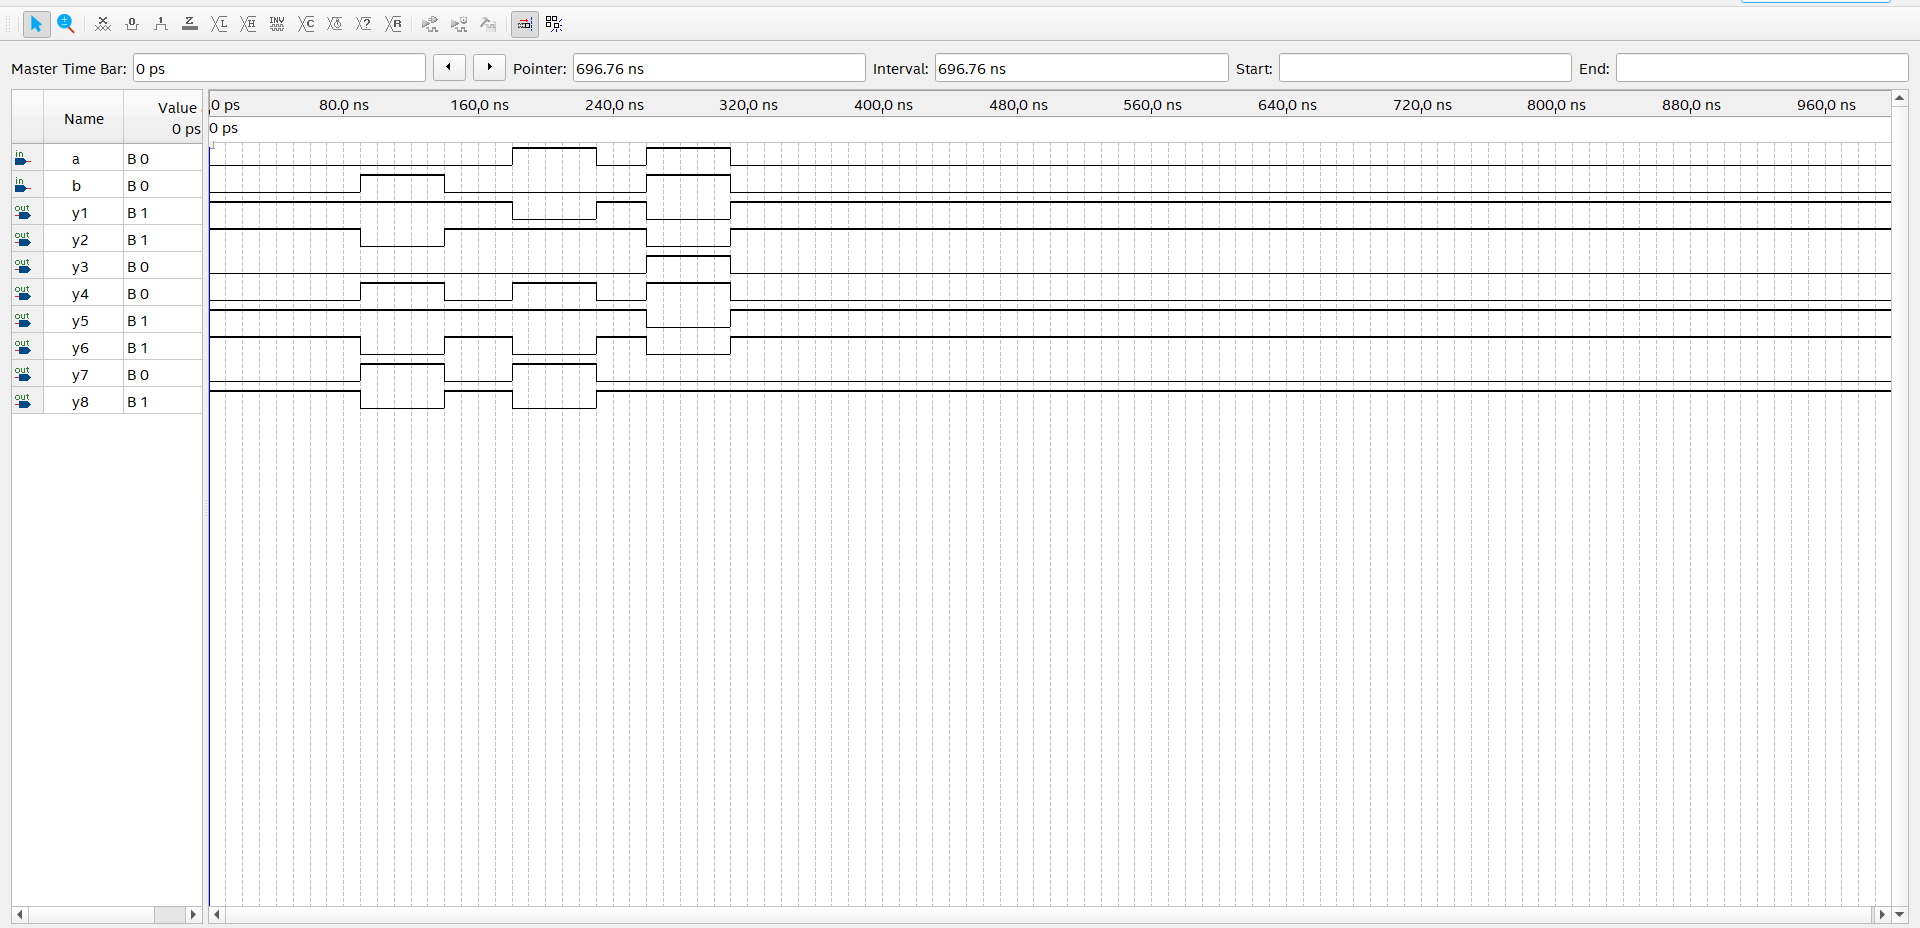 Master Time Bar: 0 ps Pointer: 696.76 ns Interval: 696.76 ns Start: End:
Name Value 0 ps
0 ps 80.0 ns 160.0 ns 240.0 ns 320.0 ns 400.0 ns 480.0 ns 560.0 ns 640.0 ns 720.0 ns 800.0 ns 880.0 ns 960.0 ns
0 ps
in a B 0
in b B 0
out y1 B 1
out y2 B 1
out y3 B 0
out y4 B 0
out y5 B 1
out y6 B 1
out y7 B 0
out y8 B 1